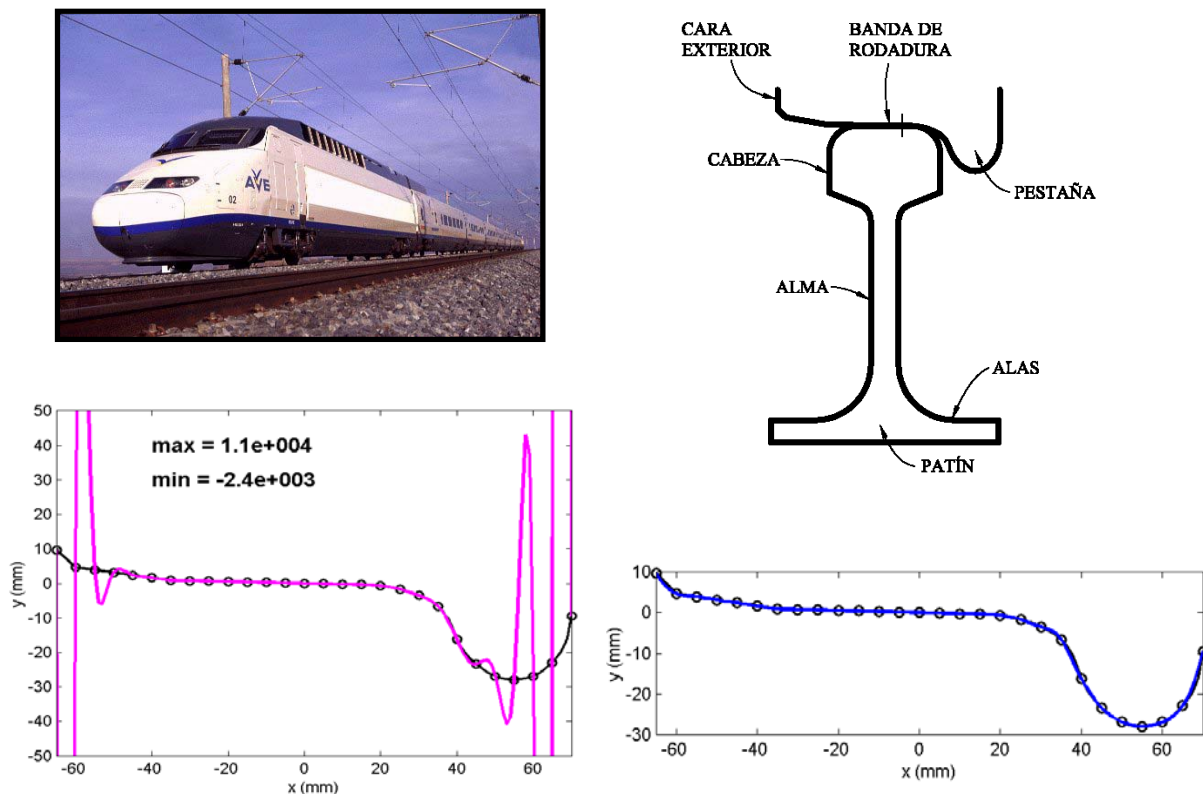 AVE
02
CARA
EXTERIOR
BANDA DE
RODADURA
CABEZA
PESTAÑA
ALMA
ALAS
PATÍN
50
40
30
20
10
0
-10
-20
-30
-40
-50
y (mm)
max = 1.1e+004
min = -2.4e+003
-60
-40
-20
0
20
40
60
x (mm)
10
0
-10
-20
-30
y (mm)
-60
-40
-20
0
20
40
60
x (mm)